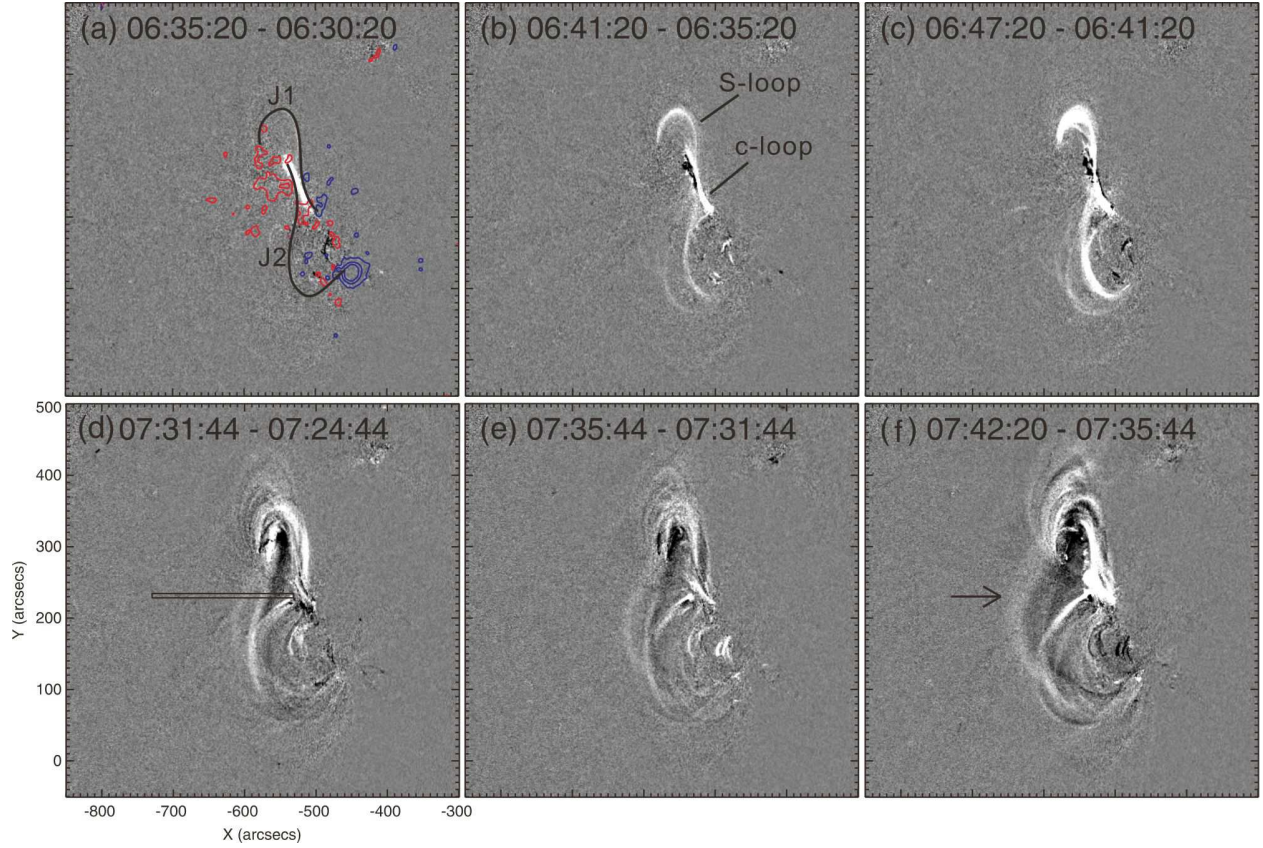 (a) 06:35:20 - 06:30:20
(b) 06:41:20 - 06:35:20
(c) 06:47:20 - 06:41:20
J1
J2
S-loop
c-loop
(d) 07:31:44 - 07:24:44
(e) 07:35:44 - 07:31:44
(f) 07:42:20 - 07:35:44
500
400
300
200
100
0
Y (arcsecs)
-800 -700 -600 -500 -400 -300
X (arcsecs)